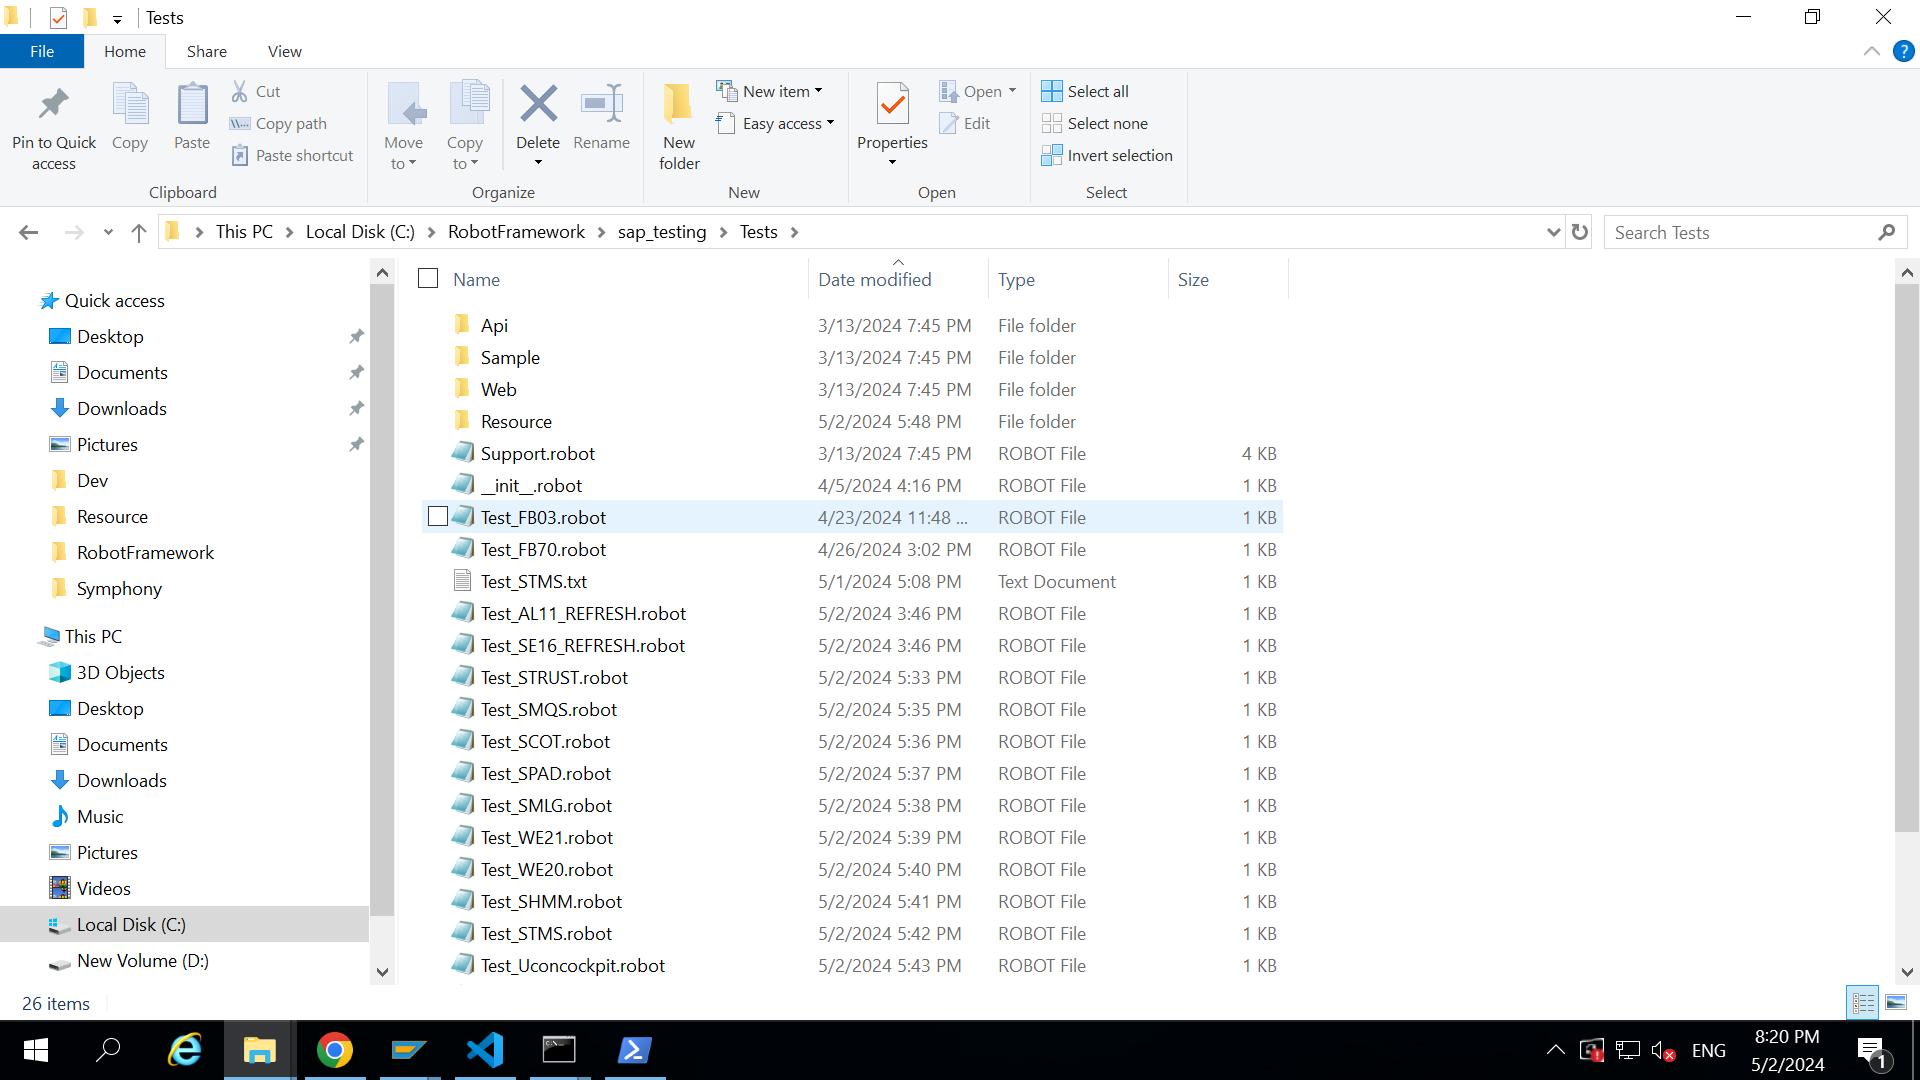 Tests
File
Home
Share
View
Pin to Quick access
Copy
Paste
Cut
Copy path
Paste shortcut
Clipboard
Move to
Copy to
Delete
Rename
Organize
New folder
New item
Easy access
New
Properties
Open
Edit
Open
Select all
Select none
Invert selection
Select
This PC > Local Disk (C:) > RobotFramework > sap_testing > Tests >
Search Tests
Quick access
Desktop
Documents
Downloads
Pictures
Dev
Resource
RobotFramework
Symphony
This PC
3D Objects
Desktop
Documents
Downloads
Music
Pictures
Videos
Local Disk (C:)
New Volume (D:)
Name Date modified Type Size
Api 3/13/2024 7:45 PM File folder
Sample 3/13/2024 7:45 PM File folder
Web 3/13/2024 7:45 PM File folder
Resource 5/2/2024 5:48 PM File folder
Support.robot 3/13/2024 7:45 PM ROBOT File 4 KB
__init__.robot 4/5/2024 4:16 PM ROBOT File 1 KB
Test_FB03.robot 4/23/2024 11:48 ... ROBOT File 1 KB
Test_FB70.robot 4/26/2024 3:02 PM ROBOT File 1 KB
Test_STMS.txt 5/1/2024 5:08 PM Text Document 1 KB
Test_AL11_REFRESH.robot 5/2/2024 3:46 PM ROBOT File 1 KB
Test_SE16_REFRESH.robot 5/2/2024 3:46 PM ROBOT File 1 KB
Test_STRUST.robot 5/2/2024 5:33 PM ROBOT File 1 KB
Test_SMQS.robot 5/2/2024 5:35 PM ROBOT File 1 KB
Test_SCOT.robot 5/2/2024 5:36 PM ROBOT File 1 KB
Test_SPAD.robot 5/2/2024 5:37 PM ROBOT File 1 KB
Test_SMLG.robot 5/2/2024 5:38 PM ROBOT File 1 KB
Test_WE21.robot 5/2/2024 5:39 PM ROBOT File 1 KB
Test_WE20.robot 5/2/2024 5:40 PM ROBOT File 1 KB
Test_SHMM.robot 5/2/2024 5:41 PM ROBOT File 1 KB
Test_STMS.robot 5/2/2024 5:42 PM ROBOT File 1 KB
Test_Uconcockpit.robot 5/2/2024 5:43 PM ROBOT File 1 KB
26 items
ENG
8:20 PM
5/2/2024
1